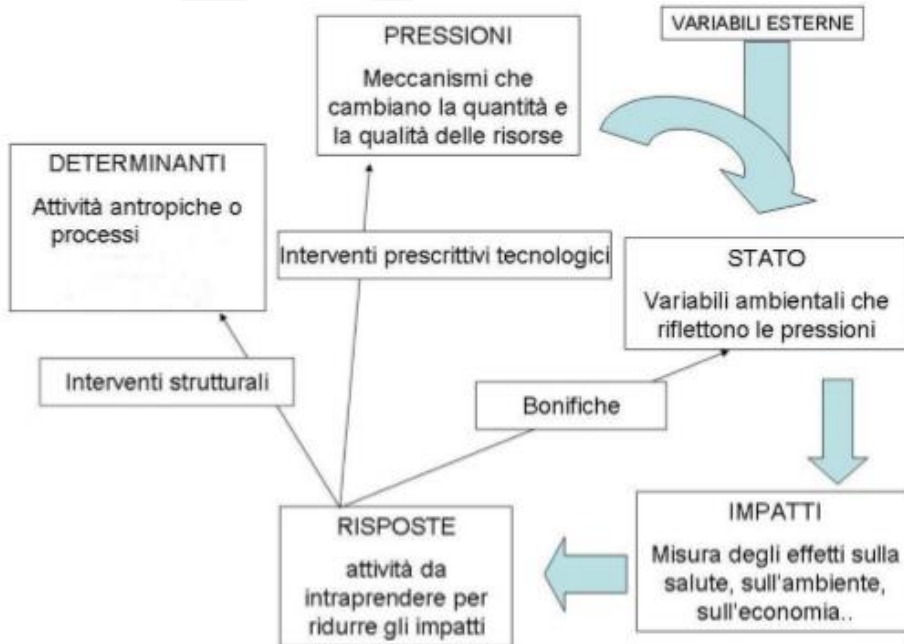 PRESSIONI
Meccanismi che
cambiano la quantità e
la qualità delle risorse
VARIABILI ESTERNE
DETERMINANTI
Attività antropiche o
processi
Interventi prescrittivi tecnologici
STATO
Variabili ambientali che
riflettono le pressioni
Interventi strutturali
Bonifiche
RISPOSTE
attività da
intraprendere per
ridurre gli impatti
IMPATTI
Misura degli effetti sulla
salute, sull'ambiente,
sull'economia..